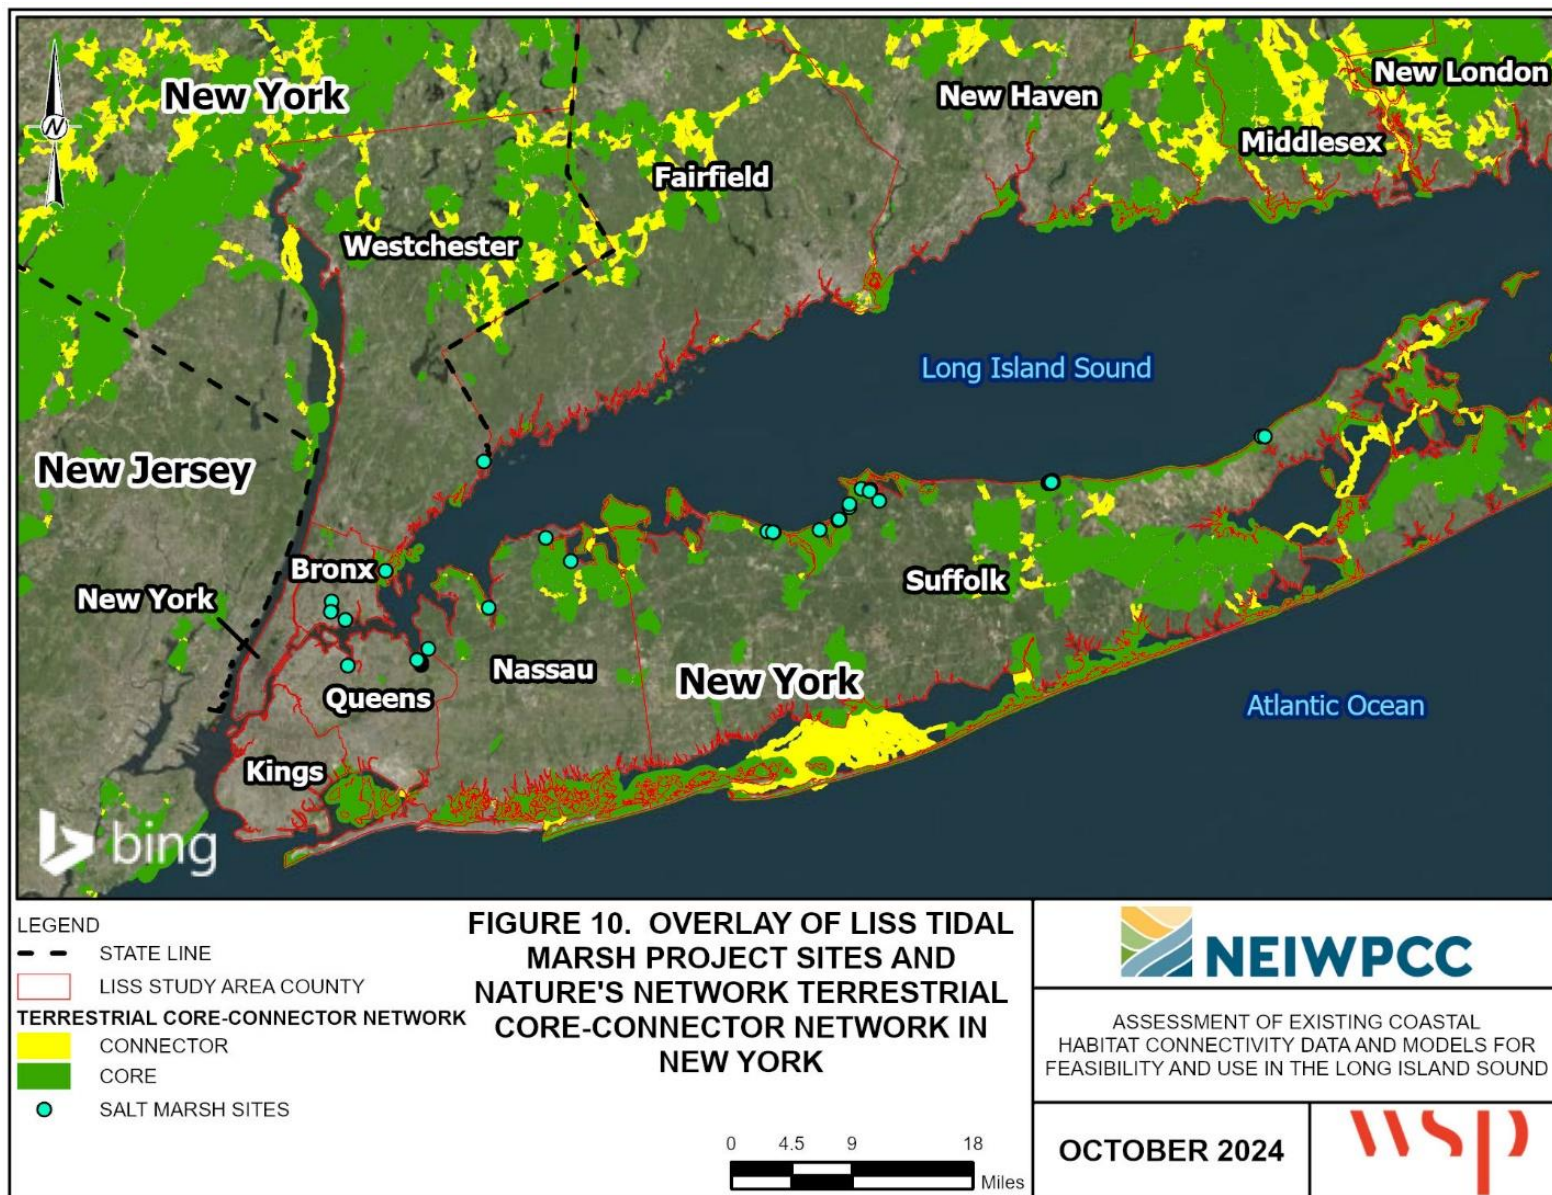 New York
New Haven
New London
Middlesex
Fairfield
N
Westchester
Long Island Sound
New Jersey
Bronx
New York
Suffolk
Nassau
New York
Queens
Atlantic Ocean
Kings
bing
LEGEND
STATE LINE
LISS STUDY AREA COUNTY
TERRESTRIAL CORE-CONNECTOR NETWORK
CONNECTOR
CORE
SALT MARSH SITES
FIGURE 10. OVERLAY OF LISS TIDAL
MARSH PROJECT SITES AND
NATURE'S NETWORK TERRESTRIAL
CORE-CONNECTOR NETWORK IN
NEW YORK
0 4.5 9 18
Miles
NEIWPCC
ASSESSMENT OF EXISTING COASTAL
HABITAT CONNECTIVITY DATA AND MODELS FOR
FEASIBILITY AND USE IN THE LONG ISLAND SOUND
OCTOBER 2024
wsp